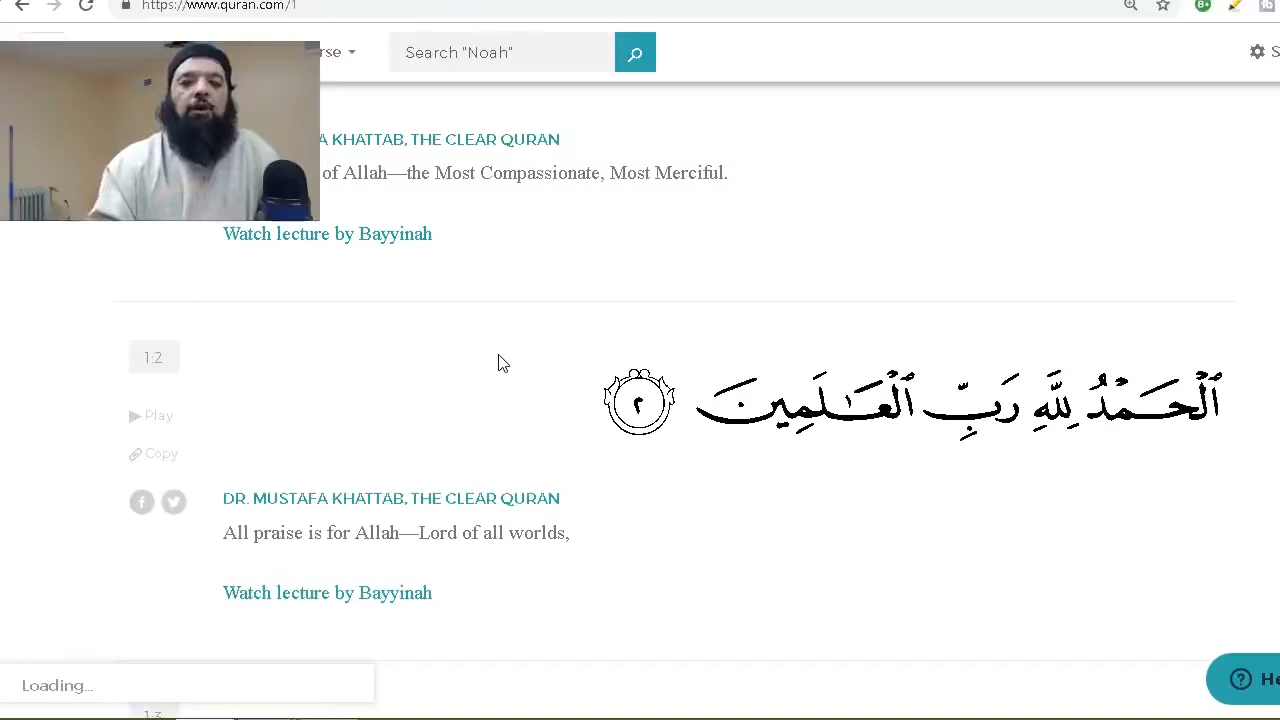 https://www.quran.com/1
Search "Noah"
KHATTAB, THE CLEAR QURAN
of Allah—the Most Compassionate, Most Merciful.
Watch lecture by Bayyinah
1:2
ٱلْحَمْدُ لِلَّهِ رَبِّ ٱلْعَـٰلَمِينَ ٢
Play
Copy
DR. MUSTAFA KHATTAB, THE CLEAR QURAN
All praise is for Allah—Lord of all worlds,
Watch lecture by Bayyinah
Loading...
1:3